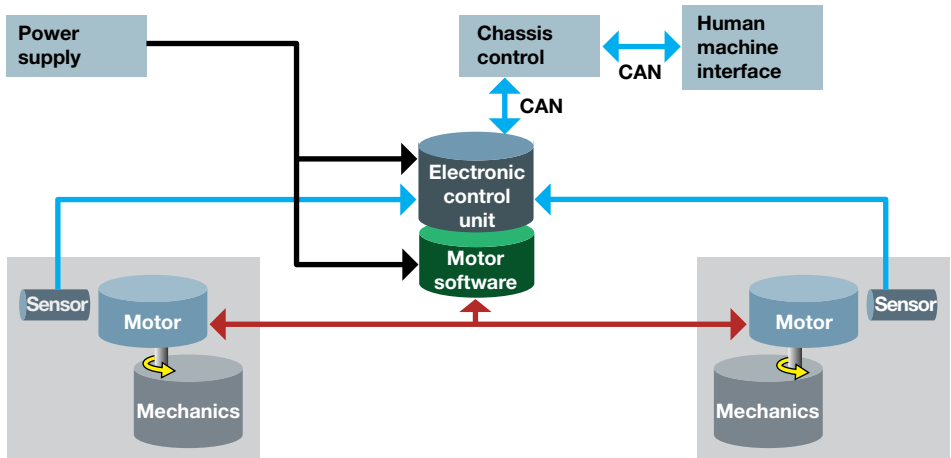 Power
supply
Chassis
control
Human
machine
interface
CAN
CAN
Electronic
control
unit
Motor
software
Sensor
Motor
Mechanics
Motor
Sensor
Mechanics